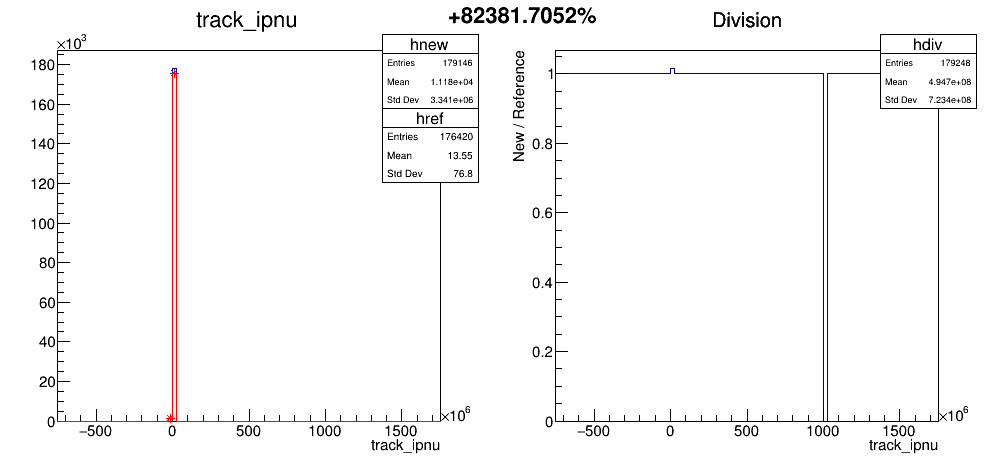 +82381.7052%
track_ipnu
×10³
180
160
140
120
100
80
60
40
20
0
−500 0 500 1000 1500
×10⁶
track_ipnu
hnew
Entries 179146
Mean 1.118e+04
Std Dev 3.341e+06
href
Entries 176420
Mean 13.55
Std Dev 76.8
Division
New / Reference
1
0.8
0.6
0.4
0.2
0
−500 0 500 1000 1500
×10⁶
track_ipnu
hdiv
Entries 179248
Mean 4.947e+08
Std Dev 7.234e+08